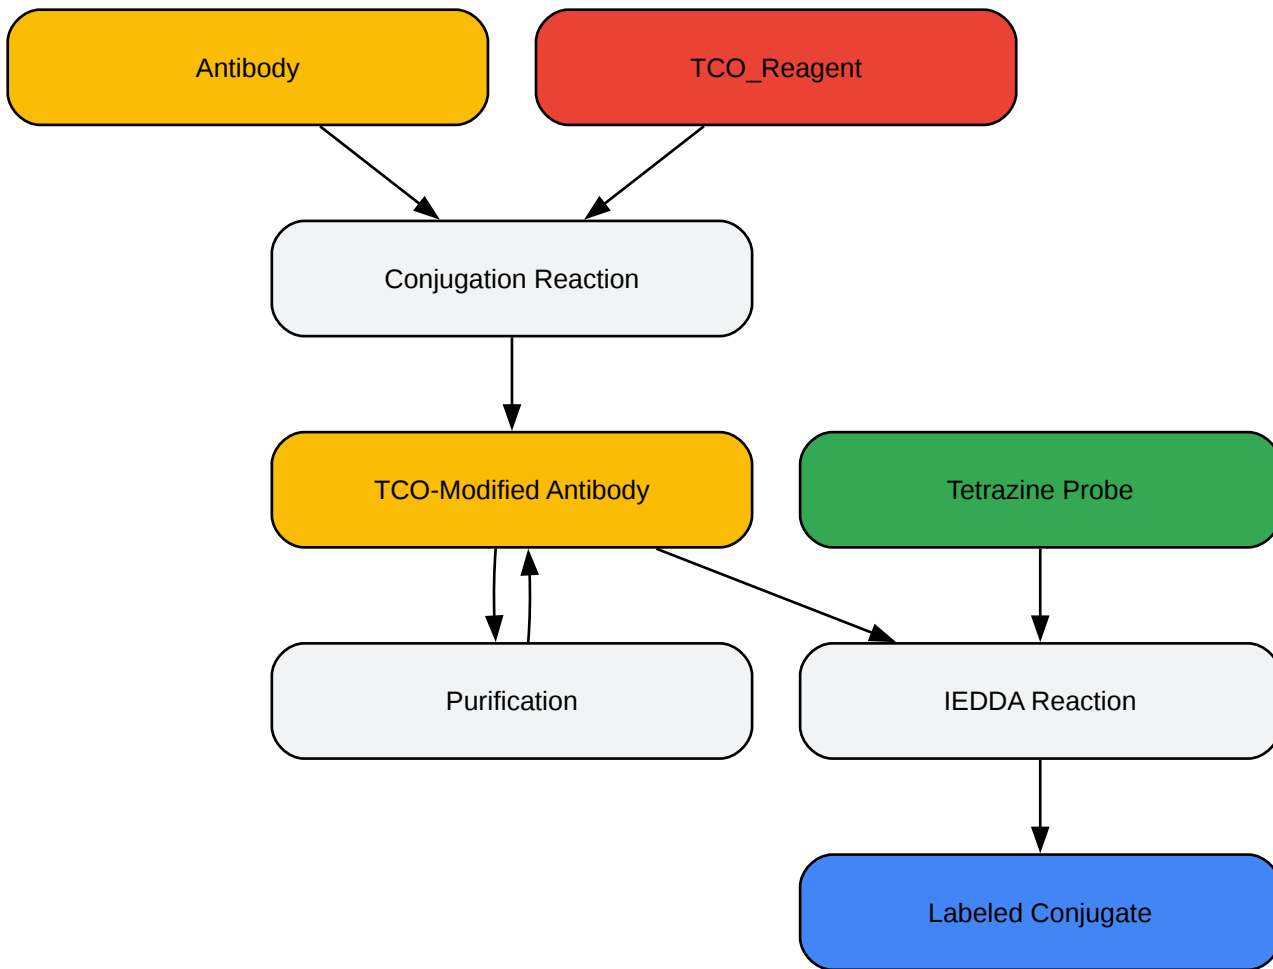 Antibody
TCO_Reagent
Conjugation Reaction
TCO-Modified Antibody
Tetrazine Probe
Purification
IEDDA Reaction
Labeled Conjugate